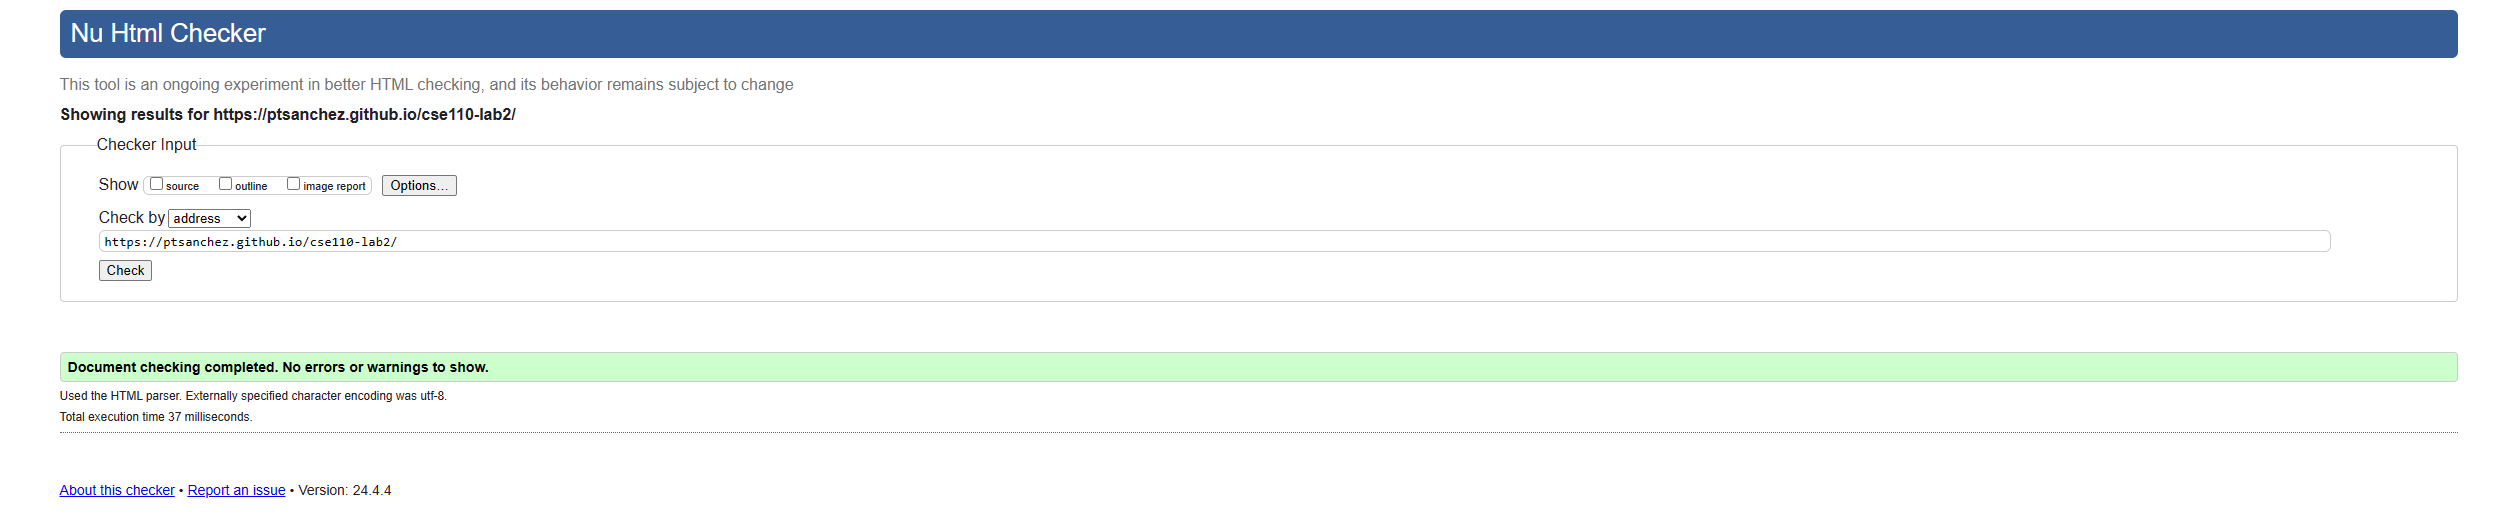 Nu Html Checker
This tool is an ongoing experiment in better HTML checking, and its behavior remains subject to change
Showing results for https://ptsanchez.github.io/cse110-lab2/
Checker Input
Show source outline image report Options...
Check by address
https://ptsanchez.github.io/cse110-lab2/
Check
Document checking completed. No errors or warnings to show.
Used the HTML parser. Externally specified character encoding was utf-8.
Total execution time 37 milliseconds.
About this checker • Report an issue • Version: 24.4.4